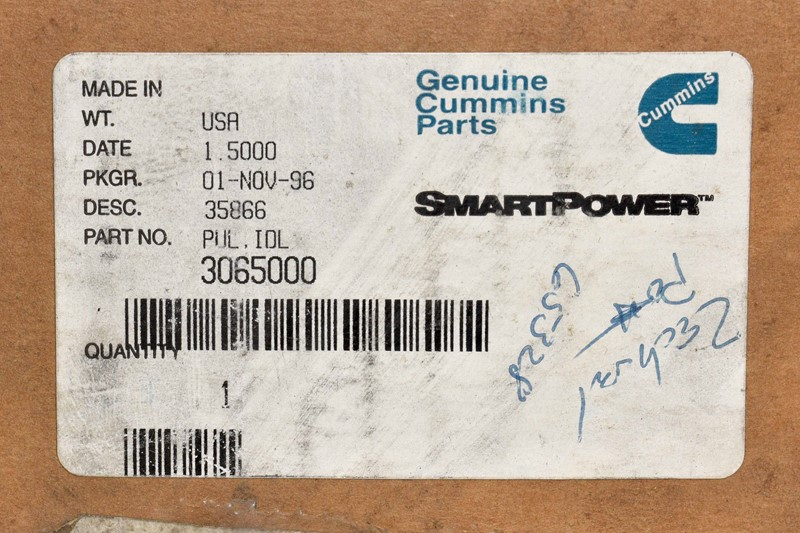 MADE IN
WT. USA
DATE 1.5000
PKGR. 01-NOV-96
DESC. 35866
PART NO. PUL.IDL
3065000
QUANTITY
1
Genuine
Cummins
Parts
Cummins
SMARTPOWER™
65328